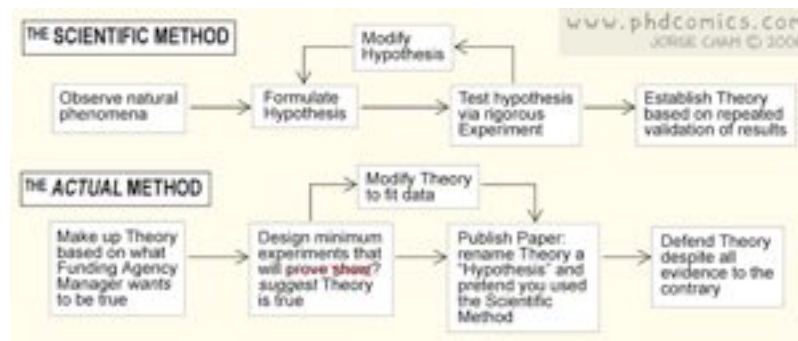 www.phdcomics.com
JORGE CHAM © 2006
THE SCIENTIFIC METHOD
Modify
Hypothesis
Observe natural
phenomena
Formulate
Hypothesis
Test hypothesis
via rigorous
Experiment
Establish Theory
based on repeated
validation of results
THE ACTUAL METHOD
Modify Theory
to fit data
Make up Theory
based on what
Funding Agency
Manager wants
to be true
Design minimum
experiments that
will prove show?
suggest Theory
is true
Publish Paper:
rename Theory a
"Hypothesis" and
pretend you used
the Scientific
Method
Defend Theory
despite all
evidence to the
contrary